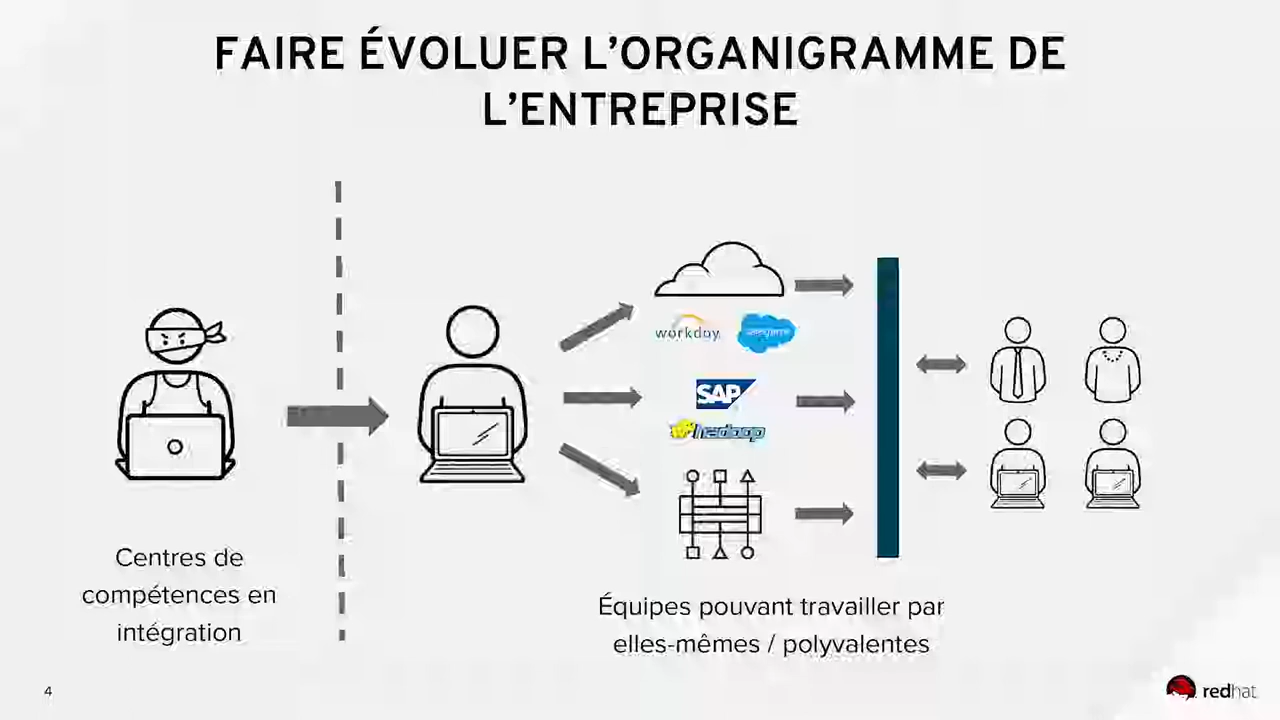 FAIRE ÉVOLUER L’ORGANIGRAMME DE
L’ENTREPRISE
workday
salesforce
SAP
hadoop
Centres de
compétences en
intégration
Équipes pouvant travailler par
elles-mêmes / polyvalentes
4
redhat